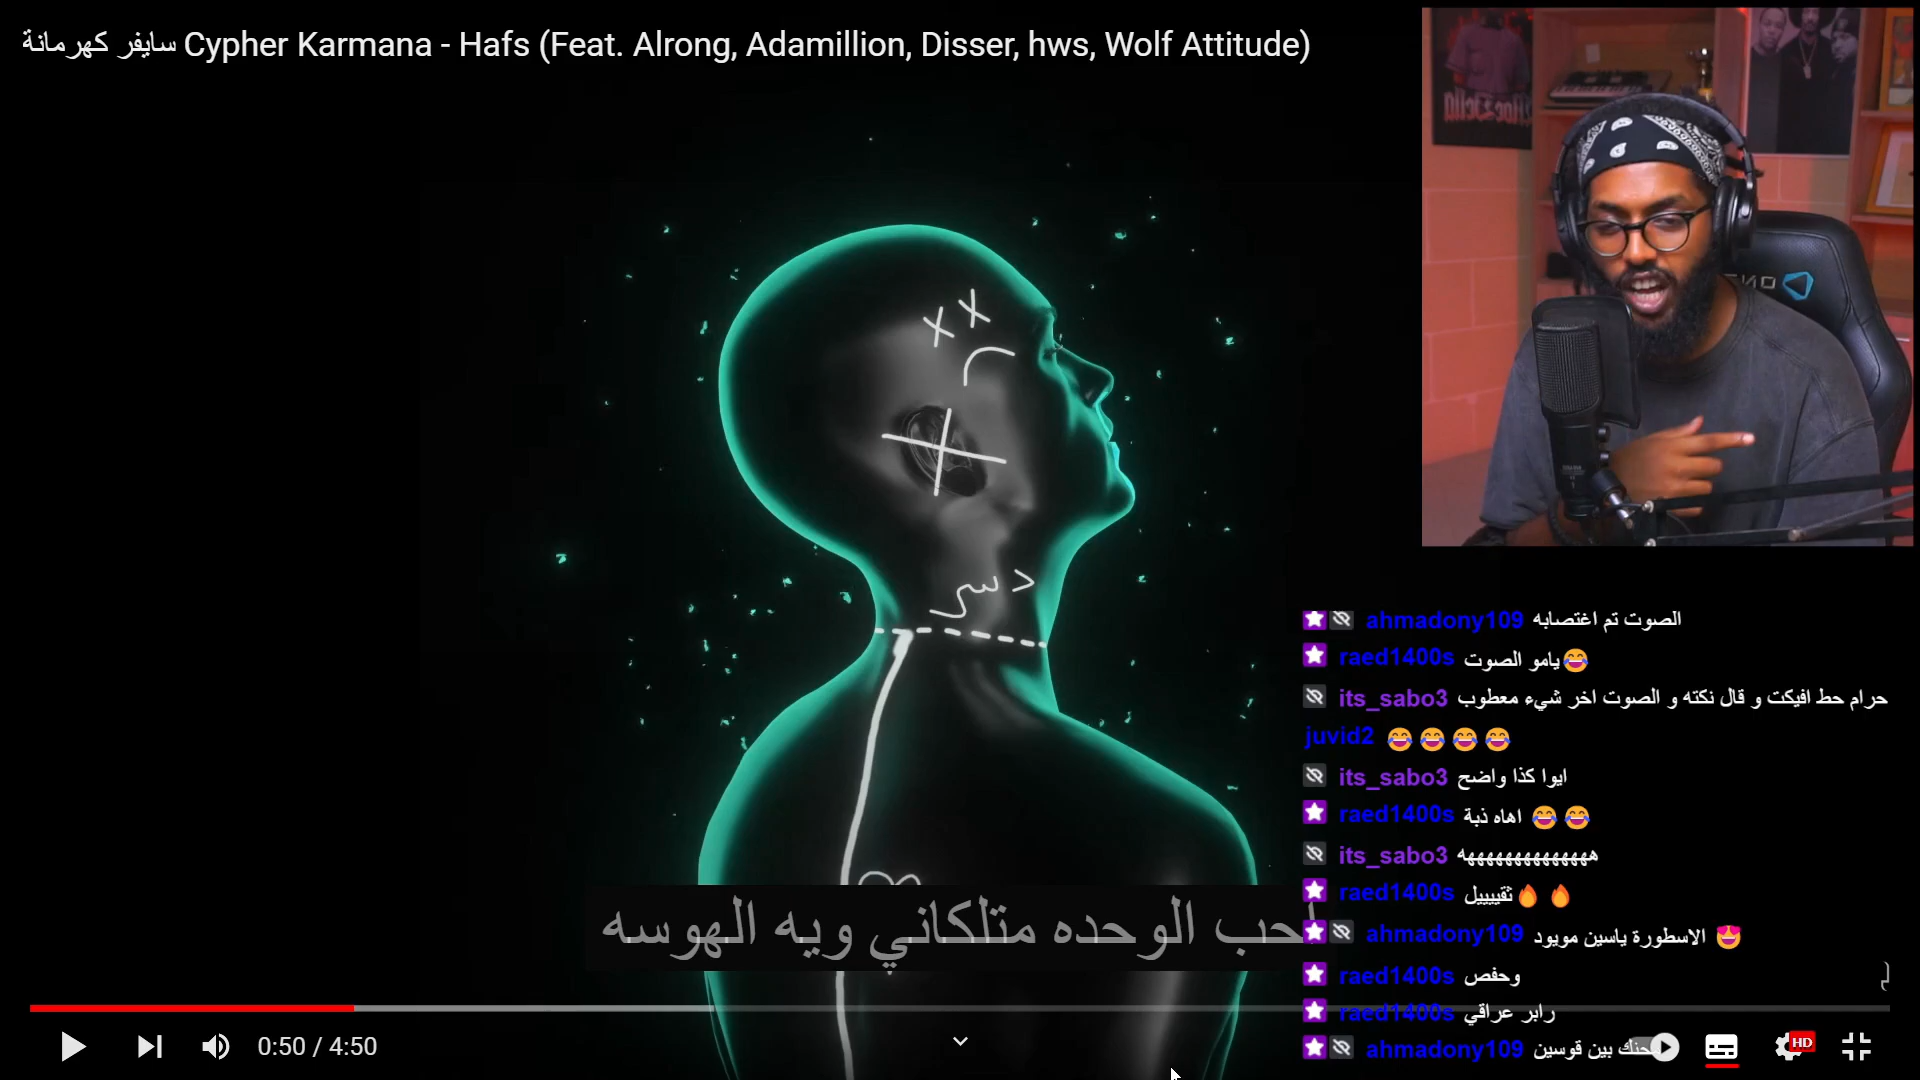 سايفر كهرمانة Cypher Karmana - Hafs (Feat. Alrong, Adamillion, Disser, hws, Wolf Attitude)
دسى
ahmadony109 الصوت تم اغتصابه
raed1400s يامو الصوت😂
its_sabo3 حرام حط افيكت و قال نكته و الصوت اخر شيء معطوب
juvid2 😂 😂 😂 😂
its_sabo3 ايوا كذا واضح
raed1400s اهاه ذبة 😂 😂
its_sabo3 ههههههههههههه
raed1400s ثقيييييل🔥 🔥
احب الوحده متلكاني ويه الهوسه
ahmadony109 الاسطورة ياسين مويود 😍
raed1400s وحفص
raed1400s رابر عراقي
ahmadony109 حنك بين قوسين
0:50 / 4:50
HD